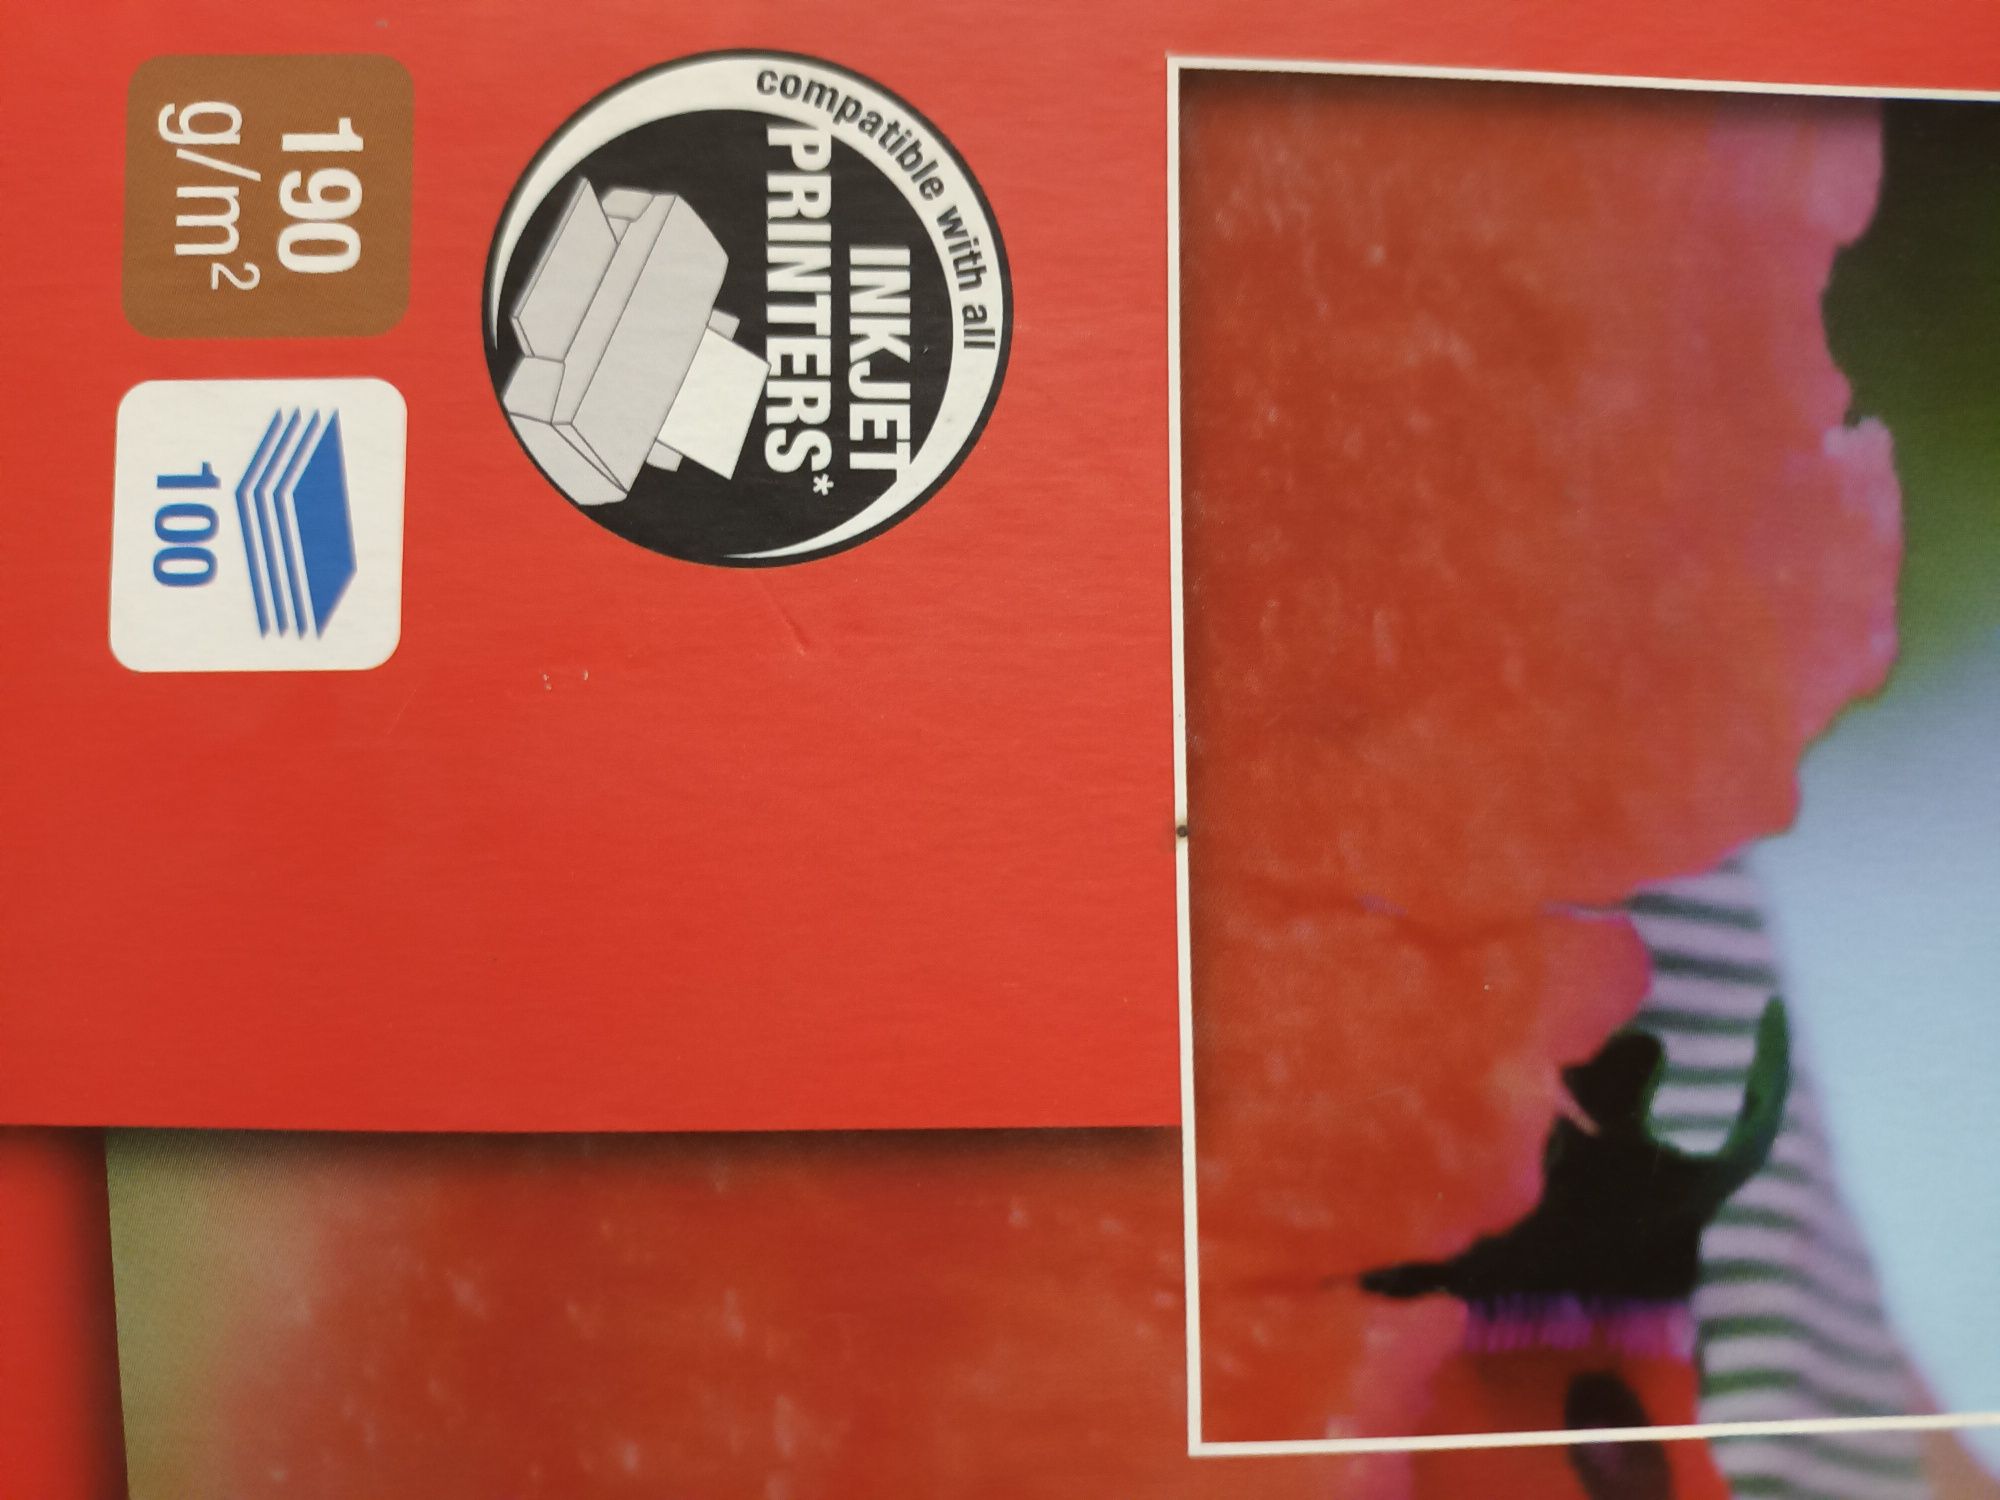 compatible with all
INKJET
PRINTERS*
190
g/m²
100